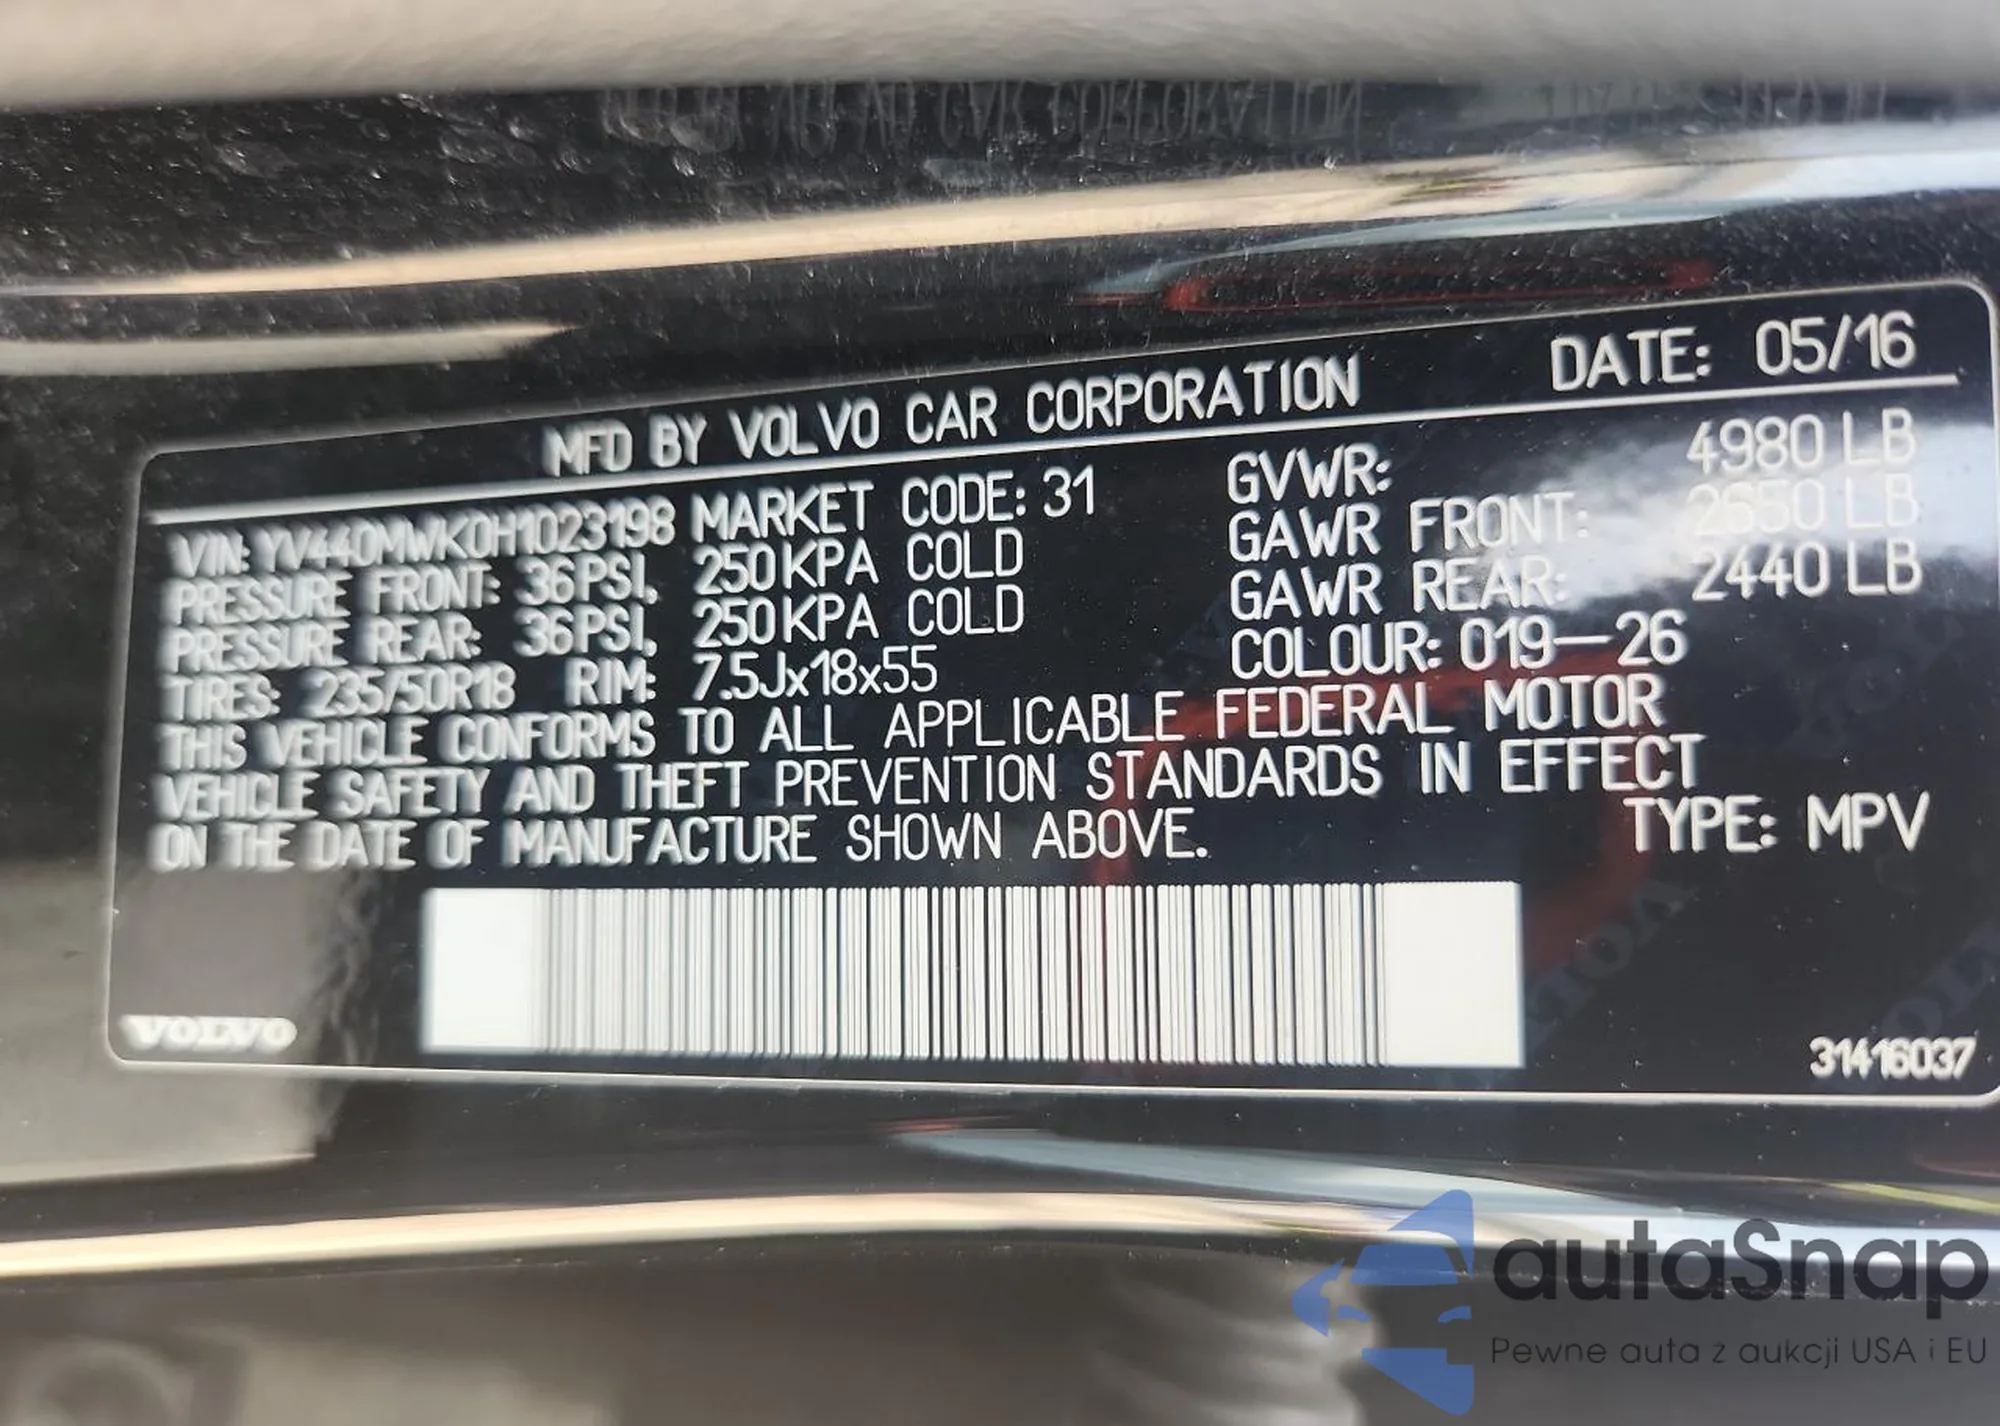 MFD BY VOLVO CAR CORPORATION DATE: 05/16
VIN: YV440MWK0H1023198 MARKET CODE: 31 GVWR: 4980 LB
PRESSURE FRONT: 36PSI, 250KPA COLD GAWR FRONT: 2650 LB
PRESSURE REAR: 36PSI, 250KPA COLD GAWR REAR: 2440 LB
TIRES: 235/50R18 RIM: 7.5Jx18x55 COLOUR: 019-26
THIS VEHICLE CONFORMS TO ALL APPLICABLE FEDERAL MOTOR
VEHICLE SAFETY AND THEFT PREVENTION STANDARDS IN EFFECT
ON THE DATE OF MANUFACTURE SHOWN ABOVE. TYPE: MPV
VOLVO
31416037
autaSnap
Pewne auta z aukcji USA i EU